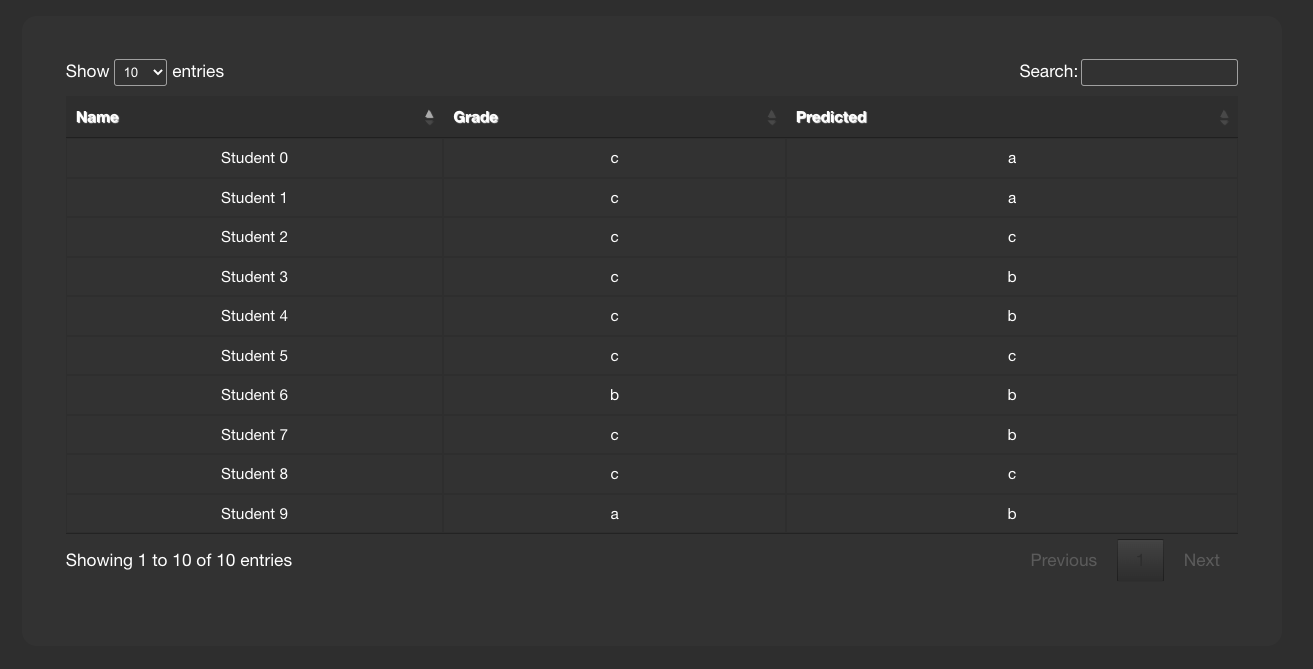 Show 10 entries Search:
Name Grade Predicted
Student 0 c a
Student 1 c a
Student 2 c c
Student 3 c b
Student 4 c b
Student 5 c c
Student 6 b b
Student 7 c b
Student 8 c c
Student 9 a b
Showing 1 to 10 of 10 entries Previous 1 Next